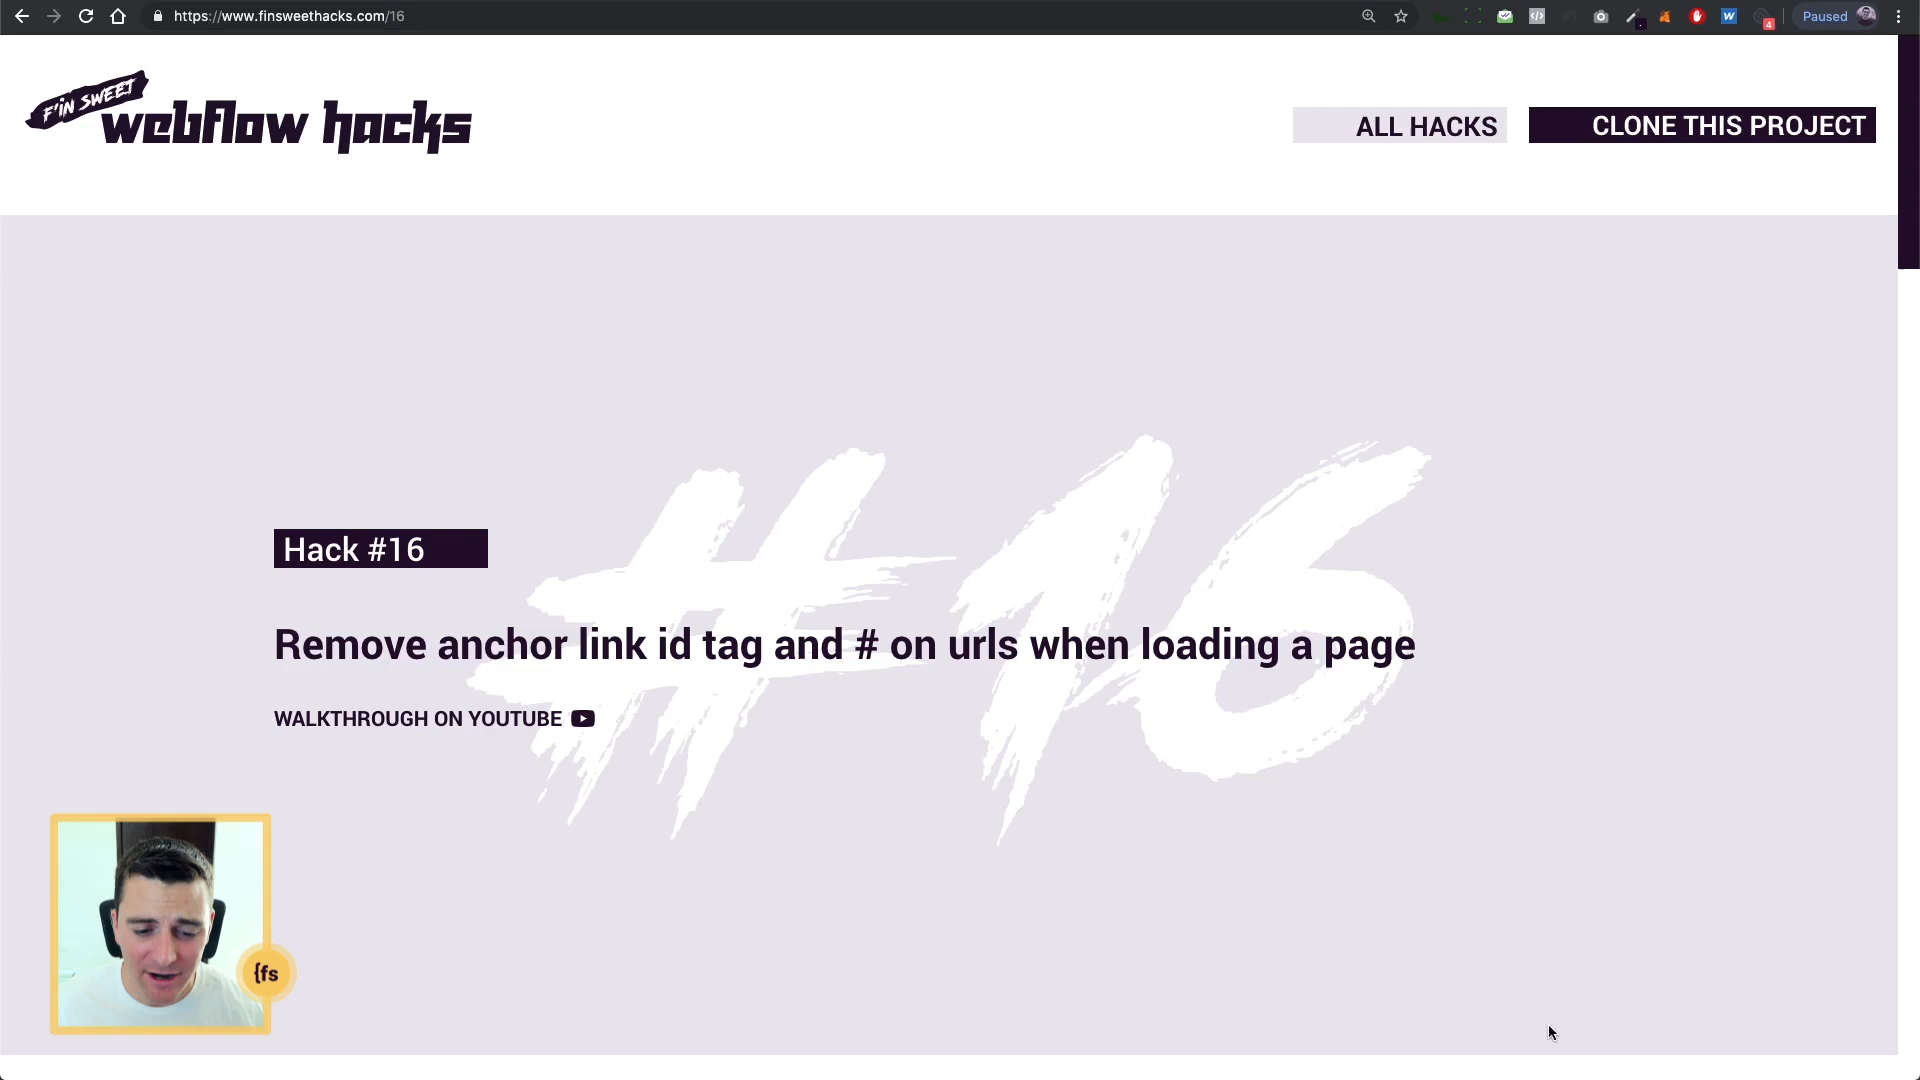 https://www.finsweethacks.com/16
W
4
Paused
F'IN SWEET
webflow hacks
ALL HACKS
CLONE THIS PROJECT
#16
Hack #16
Remove anchor link id tag and # on urls when loading a page
WALKTHROUGH ON YOUTUBE
{fs